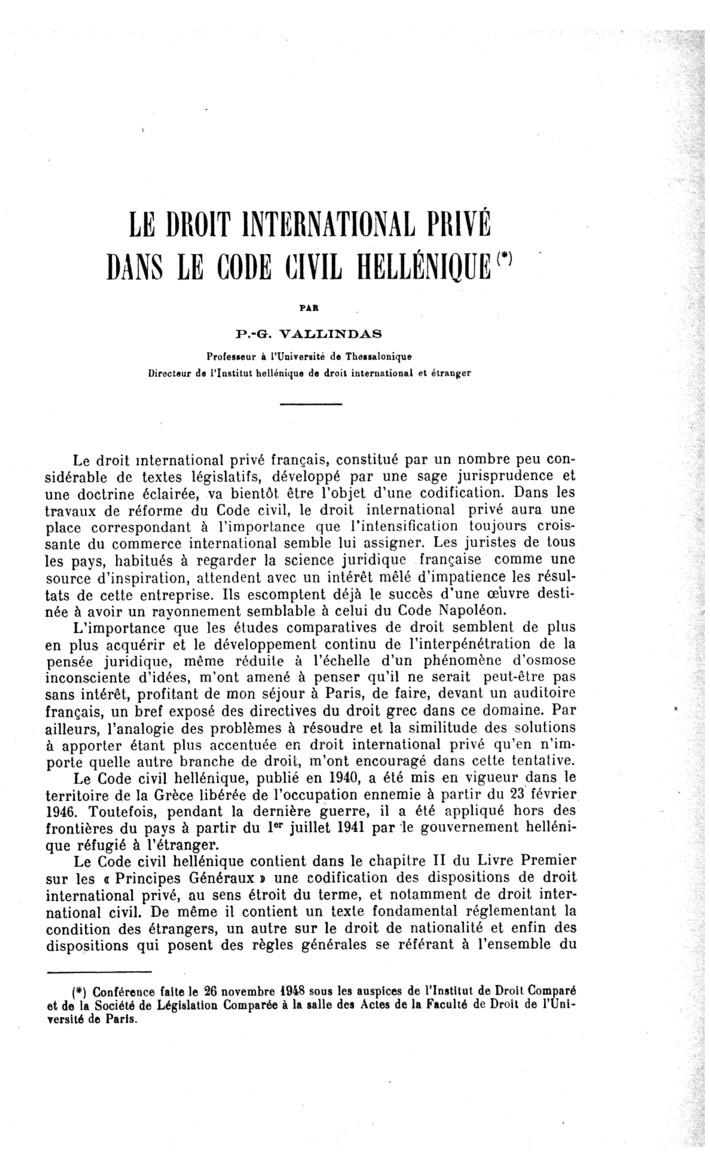 LE DROIT INTERNATIONAL PRIVÉ
DANS LE CODE CIVIL HELLÉNIQUE (*)
PAR
P.-G. VALLINDAS
Professeur à l'Université de Thessalonique
Directeur de l'Institut hellénique de droit international et étranger
Le droit international privé français, constitué par un nombre peu con-
sidérable de textes législatifs, développé par une sage jurisprudence et
une doctrine éclairée, va bientôt être l'objet d'une codification. Dans les
travaux de réforme du Code civil, le droit international privé aura une
place correspondant à l'importance que l'intensification toujours crois-
sante du commerce international semble lui assigner. Les juristes de tous
les pays, habitués à regarder la science juridique française comme une
source d'inspiration, attendent avec un intérêt mêlé d'impatience les résul-
tats de cette entreprise. Ils escomptent déjà le succès d'une œuvre desti-
née à avoir un rayonnement semblable à celui du Code Napoléon.
L'importance que les études comparatives de droit semblent de plus
en plus acquérir et le développement continu de l'interpénétration de la
pensée juridique, même réduite à l'échelle d'un phénomène d'osmose
inconsciente d'idées, m'ont amené à penser qu'il ne serait peut-être pas
sans intérêt, profitant de mon séjour à Paris, de faire, devant un auditoire
français, un bref exposé des directives du droit grec dans ce domaine. Par
ailleurs, l'analogie des problèmes à résoudre et la similitude des solutions
à apporter étant plus accentuée en droit international privé qu'en n'im-
porte quelle autre branche de droit, m'ont encouragé dans cette tentative.
Le Code civil hellénique, publié en 1940, a été mis en vigueur dans le
territoire de la Grèce libérée de l'occupation ennemie à partir du 23 février
1946. Toutefois, pendant la dernière guerre, il a été appliqué hors des
frontières du pays à partir du 1er juillet 1941 par le gouvernement helléni-
que réfugié à l'étranger.
Le Code civil hellénique contient dans le chapitre II du Livre Premier
sur les « Principes Généraux » une codification des dispositions de droit
international privé, au sens étroit du terme, et notamment de droit inter-
national civil. De même il contient un texte fondamental réglementant la
condition des étrangers, un autre sur le droit de nationalité et enfin des
dispositions qui posent des règles générales se référant à l'ensemble du
(*) Conférence faite le 26 novembre 1948 sous les auspices de l'Institut de Droit Comparé
et de la Société de Législation Comparée à la salle des Actes de la Faculté de Droit de l'Uni-
versité de Paris.